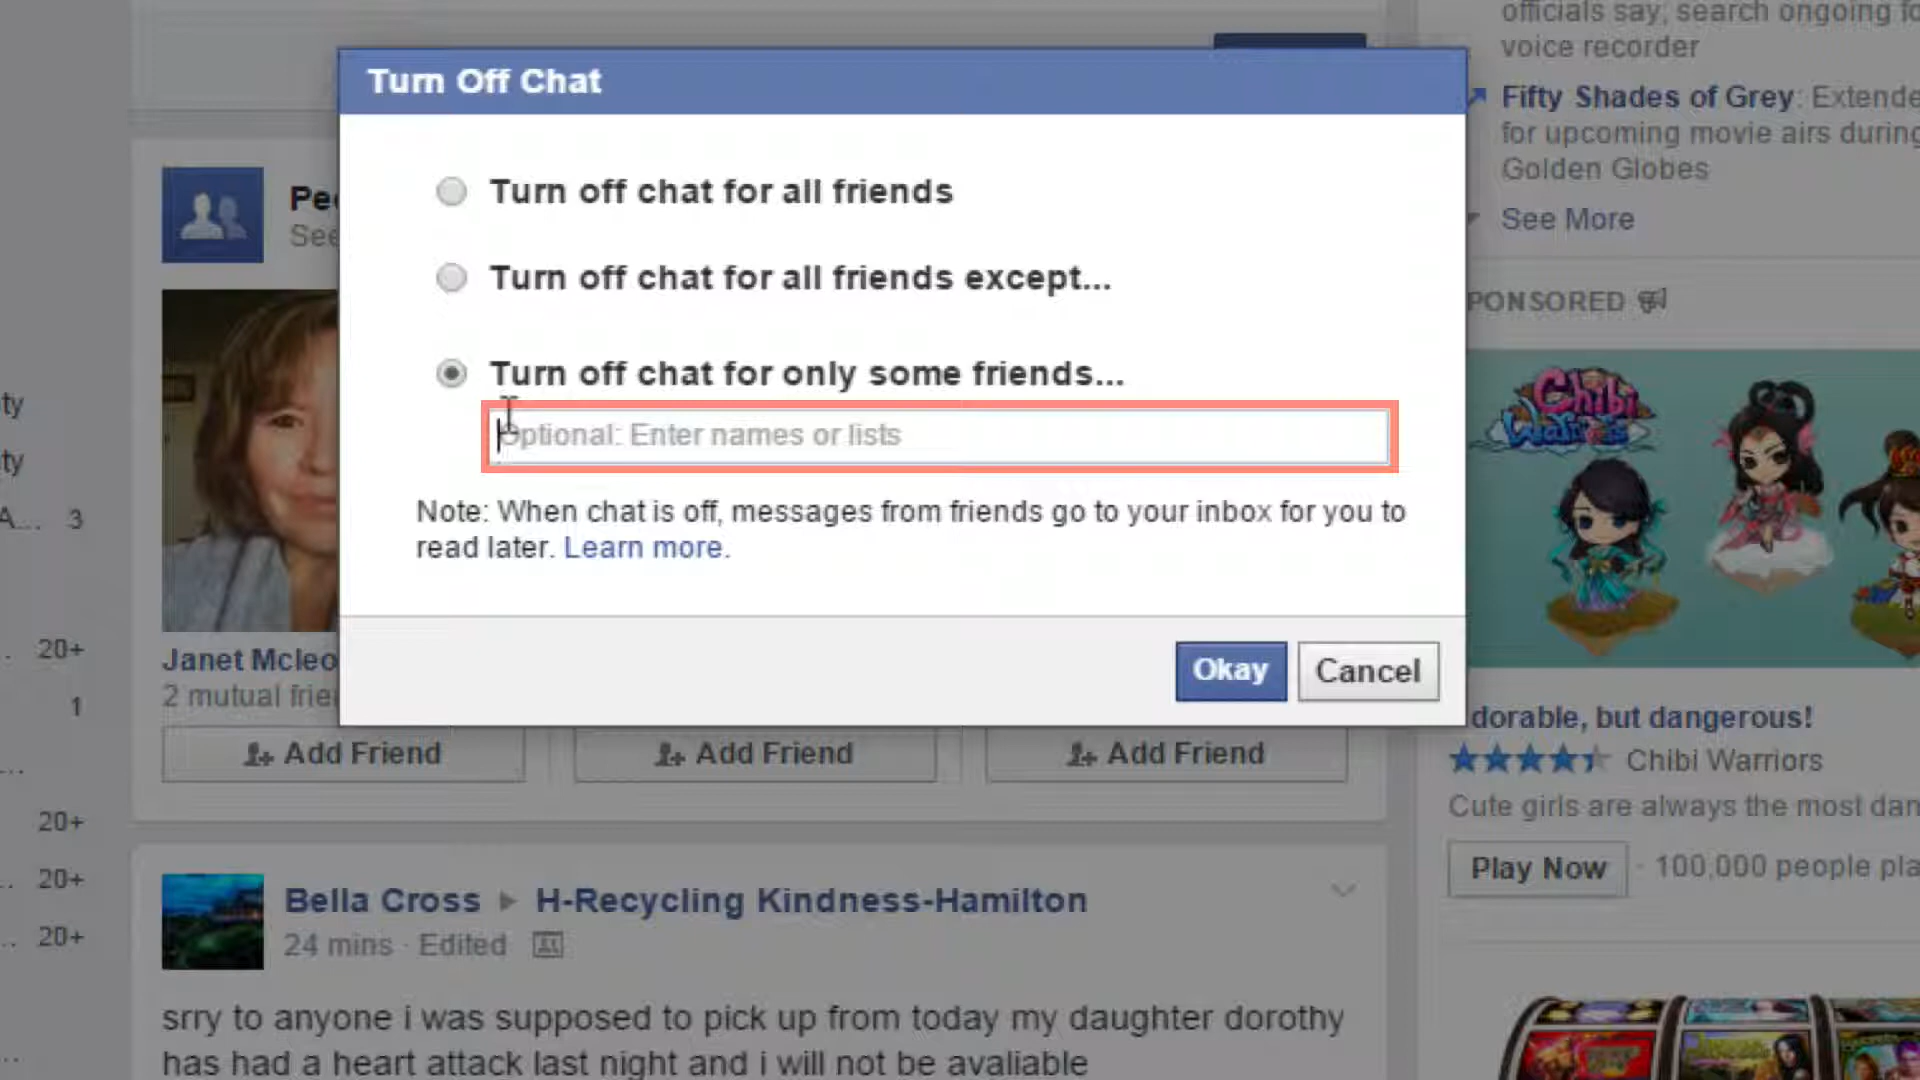 officials say; search ongoing
voice recorder
Turn Off Chat
Fifty Shades of Grey: Extende
for upcoming movie airs during
Golden Globes
See More
Turn off chat for all friends
Turn off chat for all friends except...
Turn off chat for only some friends...
Optional: Enter names or lists
Note: When chat is off, messages from friends go to your inbox for you to
read later. Learn more.
Okay
Cancel
Pe
See
Janet Mcleo
2 mutual frie
Add Friend
Add Friend
Add Friend
PONSORED
Chibi
Warriors
dorable, but dangerous!
Chibi Warriors
Cute girls are always the most dan
Play Now
· 100,000 people pla
ty
ty
A... 3
20+
1
20+
20+
20+
Bella Cross ▸ H-Recycling Kindness-Hamilton
24 mins · Edited
srry to anyone i was supposed to pick up from today my daughter dorothy
has had a heart attack last night and i will not be avaliable